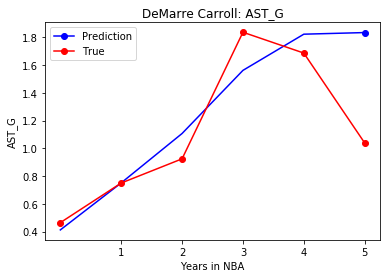 DeMarre Carroll: AST_G
Prediction
True
1.8
1.6
1.4
1.2
1.0
0.8
0.6
0.4
AST_G
1 2 3 4 5
Years in NBA